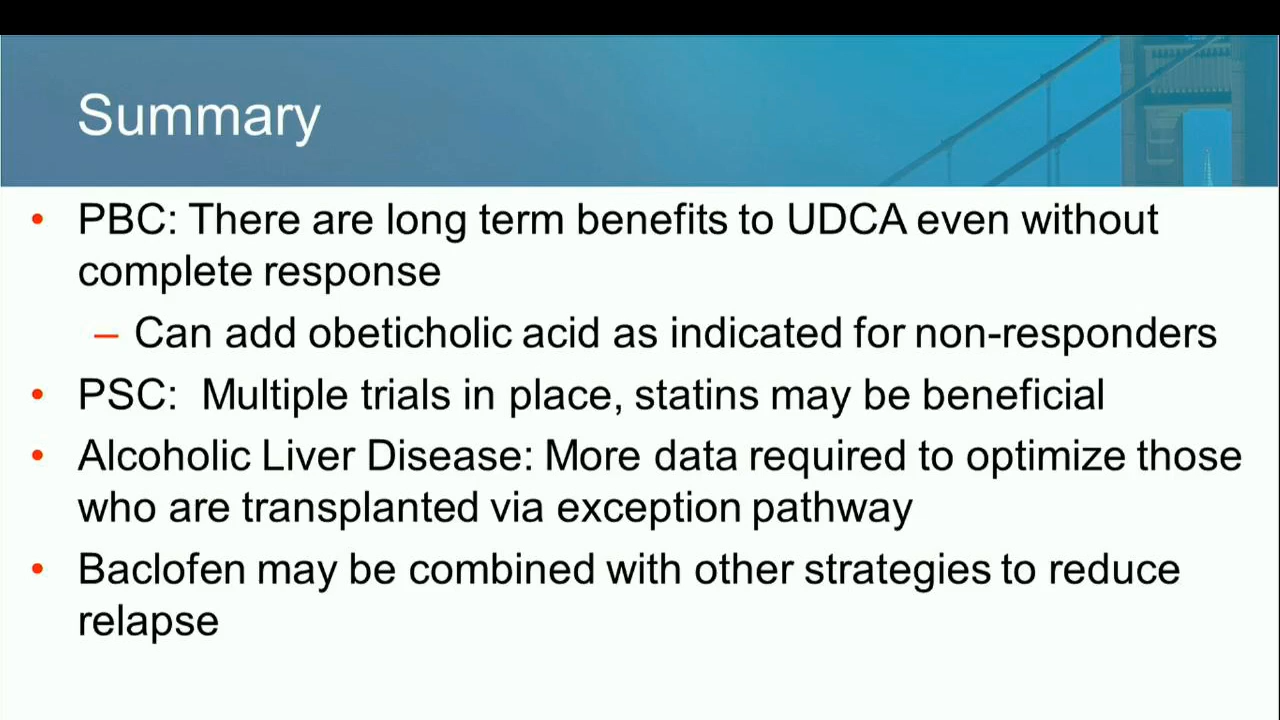 Summary
• PBC: There are long term benefits to UDCA even without
complete response
– Can add obeticholic acid as indicated for non-responders
• PSC:  Multiple trials in place, statins may be beneficial
• Alcoholic Liver Disease: More data required to optimize those
who are transplanted via exception pathway
• Baclofen may be combined with other strategies to reduce
relapse